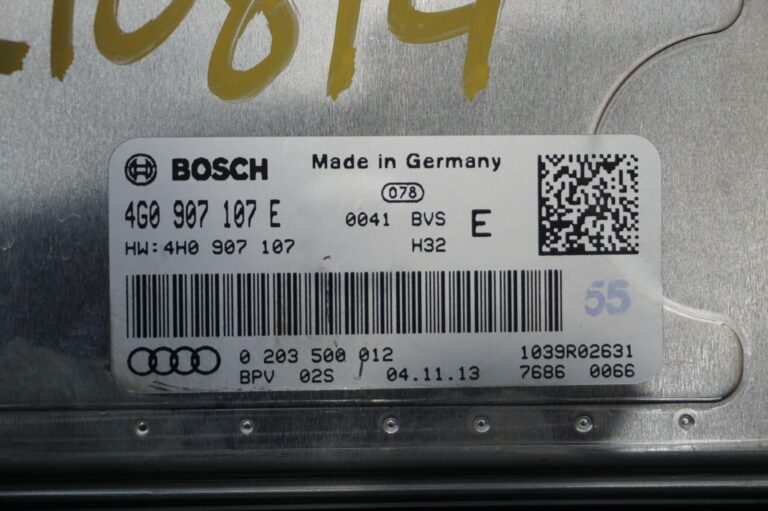 10814
BOSCH Made in Germany
078
4G0 907 107 E 0041 BVS E
HW:4H0 907 107 H32
55
0 203 500 012 1039R02631
BPV 02S 04.11.13 7686 0066